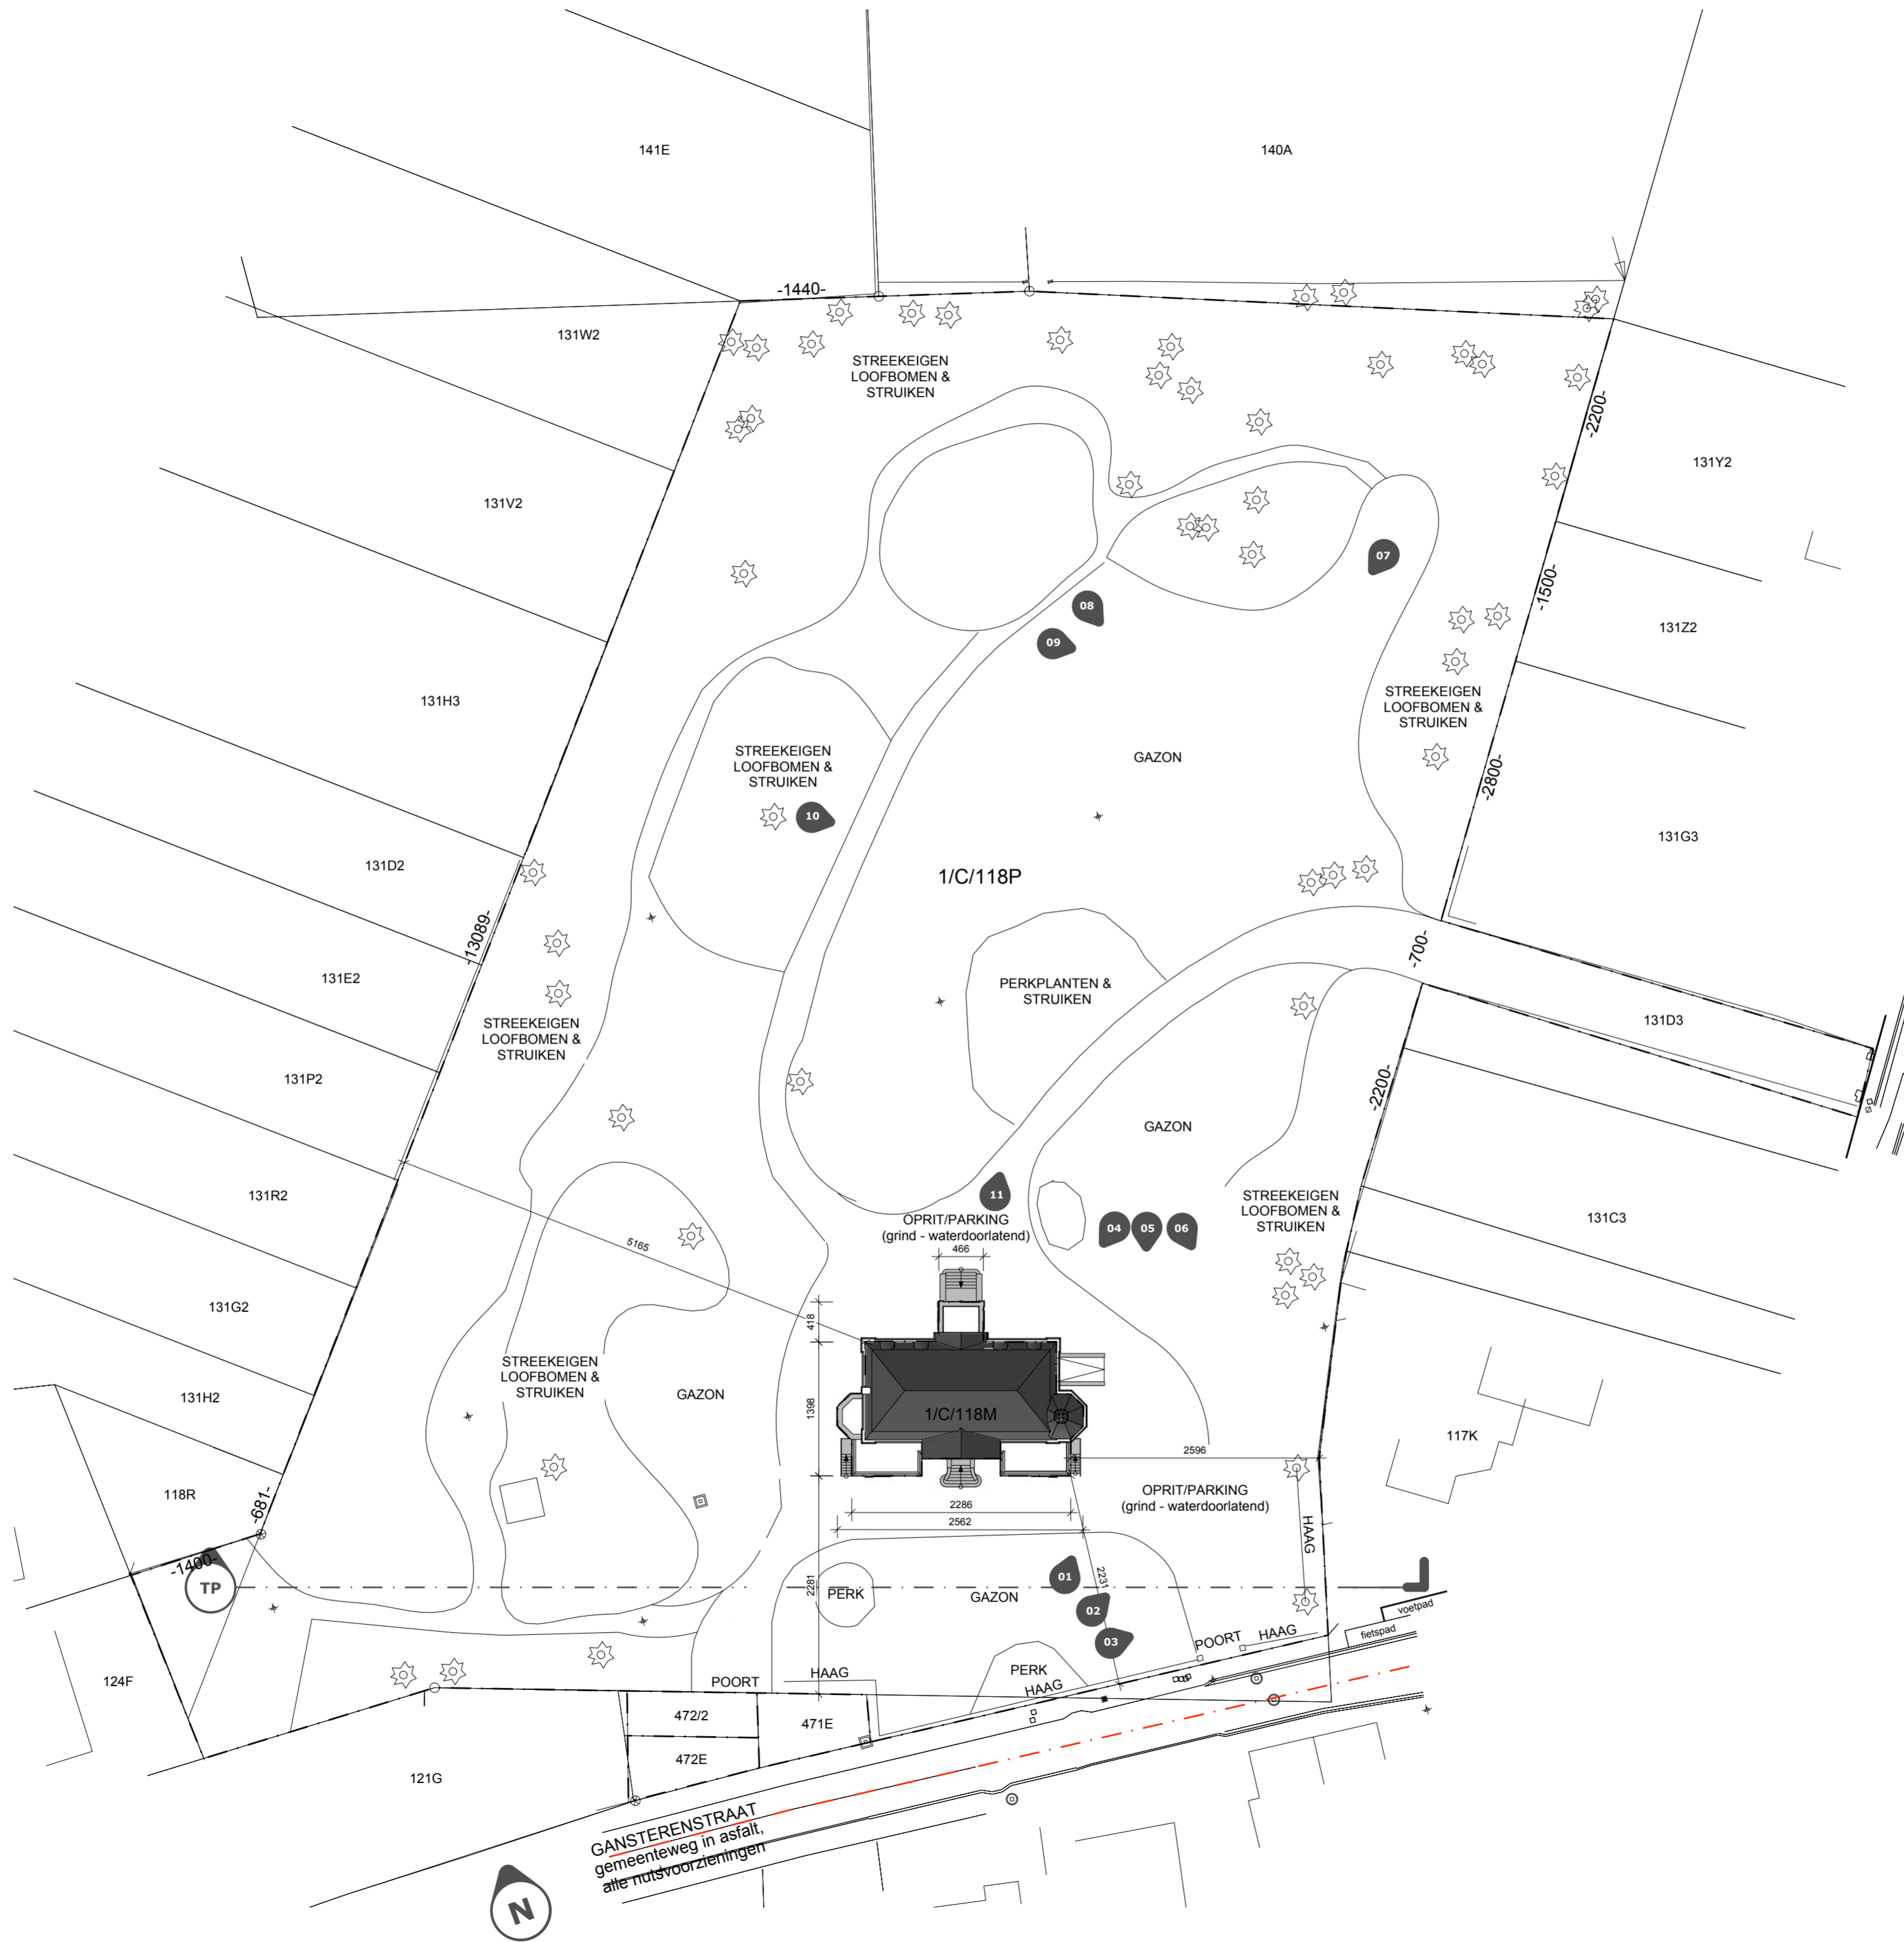 141E
140A
-1440-
131W2
STREEKEIGEN
LOOFBOMEN &
STRUIKEN
-2200-
131Y2
131V2
07
-1500-
08
131Z2
09
131H3
STREEKEIGEN
LOOFBOMEN &
STRUIKEN
STREEKEIGEN
LOOFBOMEN &
STRUIKEN
GAZON
-2800-
10
131G3
131D2
1/C/118P
-13089-
-700-
131E2
PERKPLANTEN &
STRUIKEN
131D3
STREEKEIGEN
LOOFBOMEN &
STRUIKEN
131P2
-2200-
GAZON
131R2
11
STREEKEIGEN
LOOFBOMEN &
STRUIKEN
OPRIT/PARKING
(grind - waterdoorlatend)
04
05
06
131C3
5165
466
131G2
418
STREEKEIGEN
LOOFBOMEN &
STRUIKEN
GAZON
131H2
1398
1/C/118M
117K
2596
118R
-681-
OPRIT/PARKING
(grind - waterdoorlatend)
2286
2562
HAAG
-1400-
TP
2281
2231
01
PERK
GAZON
02
voetpad
03
POORT
HAAG
fietspad
124F
POORT
HAAG
PERK
HAAG
472/2
471E
472E
121G
GANSTERENSTRAAT
gemeenteweg in asfalt,
alle nutsvoorzieningen
N